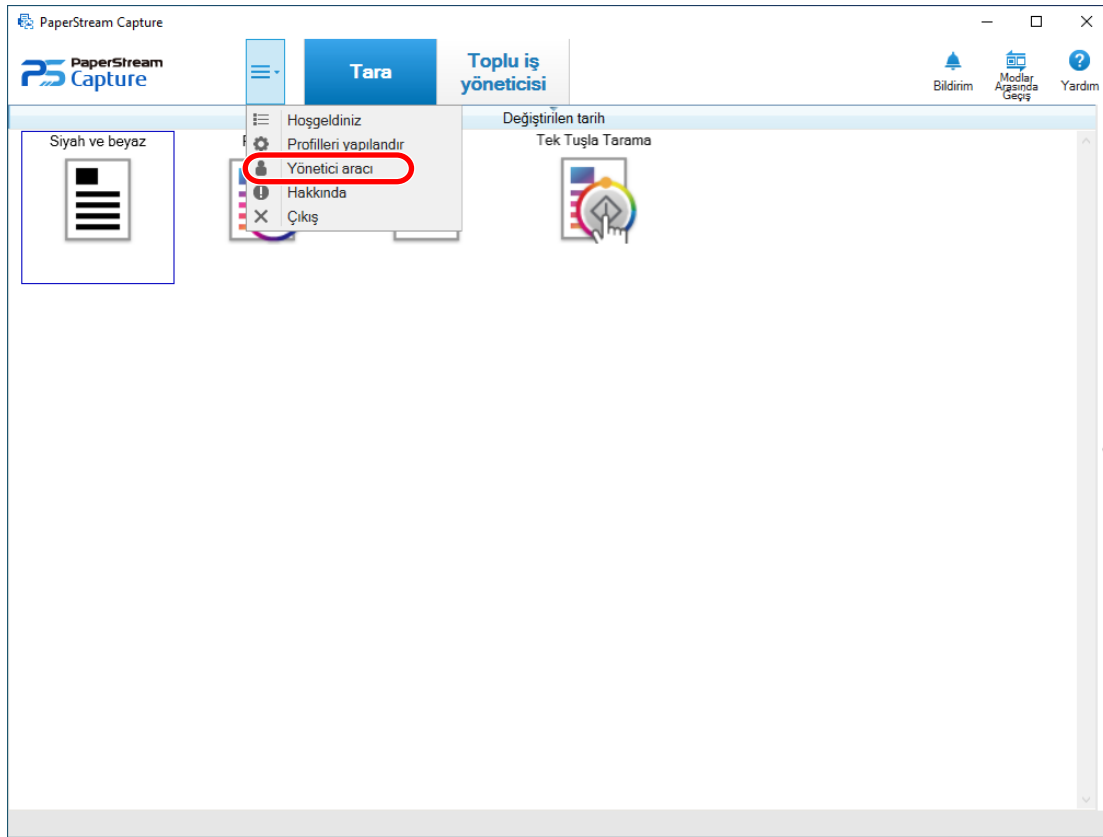 PaperStream Capture
PaperStream
Capture
Tara
Toplu iş
yöneticisi
Bildirim
Modlar
Arasında
Geçiş
Yardım
Değiştirilen tarih
Hoşgeldiniz
Profilleri yapılandır
Yönetici aracı
Hakkında
Çıkış
Siyah ve beyaz
Tek Tuşla Tarama